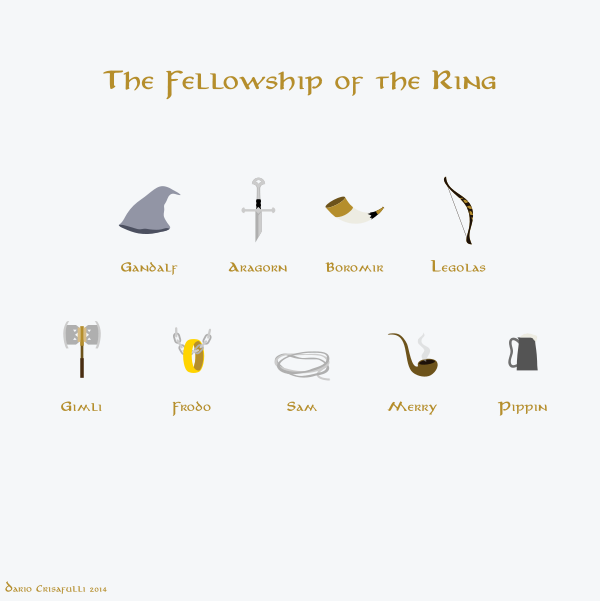 The Fellowship of the Ring
Gandalf Aragorn Boromir Legolas
Gimli Frodo Sam Merry Pippin
Dario Crisafulli 2014